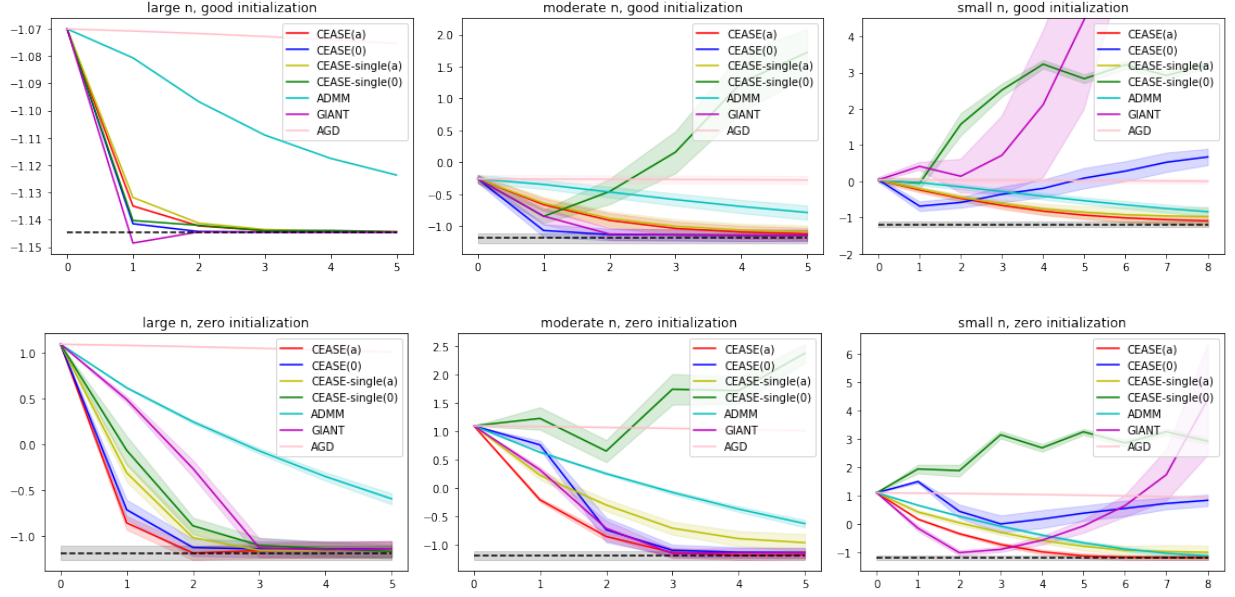 large n, good initialization
−1.07
−1.08
−1.09
−1.10
−1.11
−1.12
−1.13
−1.14
−1.15
0 1 2 3 4 5
CEASE(a)
CEASE(0)
CEASE-single(a)
CEASE-single(0)
ADMM
GIANT
AGD
moderate n, good initialization
2.0
1.5
1.0
0.5
0.0
−0.5
−1.0
0 1 2 3 4 5
CEASE(a)
CEASE(0)
CEASE-single(a)
CEASE-single(0)
ADMM
GIANT
AGD
small n, good initialization
4
3
2
1
0
−1
−2
0 1 2 3 4 5 6 7 8
CEASE(a)
CEASE(0)
CEASE-single(a)
CEASE-single(0)
ADMM
GIANT
AGD
large n, zero initialization
1.0
0.5
0.0
−0.5
−1.0
0 1 2 3 4 5
CEASE(a)
CEASE(0)
CEASE-single(a)
CEASE-single(0)
ADMM
GIANT
AGD
moderate n, zero initialization
2.5
2.0
1.5
1.0
0.5
0.0
−0.5
−1.0
0 1 2 3 4 5
CEASE(a)
CEASE(0)
CEASE-single(a)
CEASE-single(0)
ADMM
GIANT
AGD
small n, zero initialization
6
5
4
3
2
1
0
−1
0 1 2 3 4 5 6 7 8
CEASE(a)
CEASE(0)
CEASE-single(a)
CEASE-single(0)
ADMM
GIANT
AGD